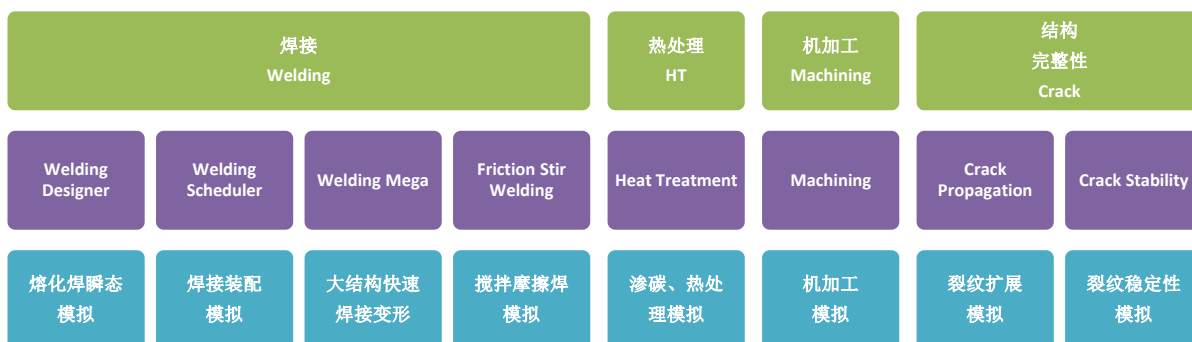 焊接
Welding
热处理
HT
机加工
Machining
结构
完整性
Crack
Welding
Designer
Welding
Scheduler
Welding Mega
Friction Stir
Welding
Heat Treatment
Machining
Crack
Propagation
Crack Stability
熔化焊瞬态
模拟
焊接装配
模拟
大结构快速
焊接变形
搅拌摩擦焊
模拟
渗碳、热处
理模拟
机加工
模拟
裂纹扩展
模拟
裂纹稳定性
模拟